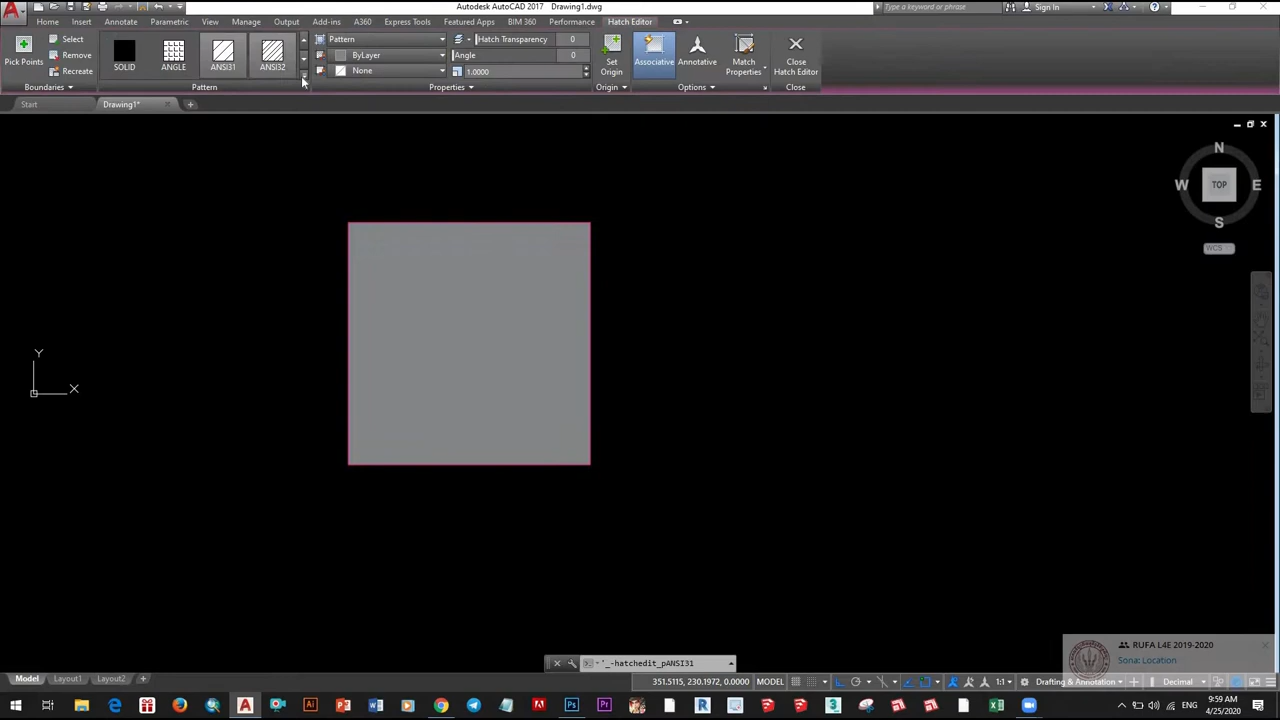 Autodesk AutoCAD 2017 Drawing1.dwg
Type a keyword or phrase
Sign In
Home Insert Annotate Parametric View Manage Output Add-ins A360 Express Tools Featured Apps BIM 360 Performance Hatch Editor
Pick Points
Select
Remove
Recreate
Boundaries
SOLID ANGLE ANSI31 ANSI32
Pattern
Pattern
ByLayer
None
Hatch Transparency 0
Angle 0
1.0000
Properties
Set
Origin
Origin
Associative
Annotative
Match
Properties
Options
Close
Hatch Editor
Close
Start Drawing1*
N
W TOP E
S
WCS
Y
X
RUFA L4E 2019-2020
Sona: Location
'_-hatchedit_pANSI31
Model Layout1 Layout2
351.5115, 230.1972, 0.0000 MODEL 1:1 Drafting & Annotation Decimal
ENG
9:59 AM
4/25/2020